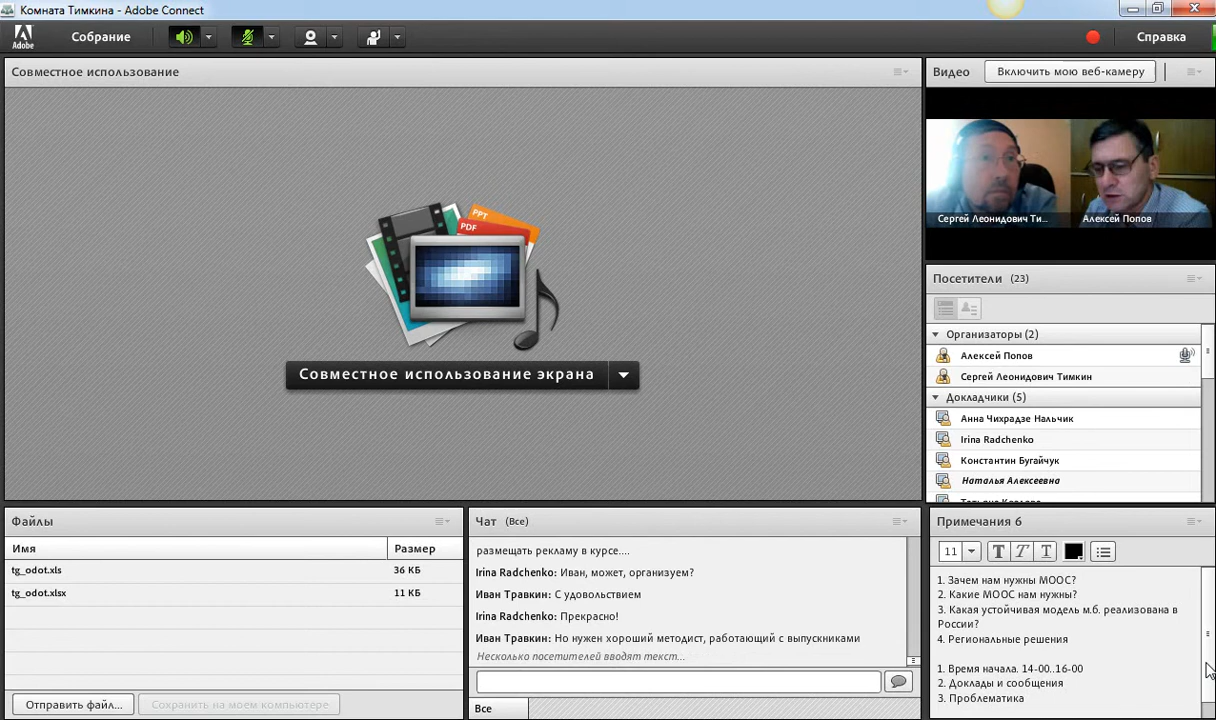 Комната Тимкина - Adobe Connect
Adobe
Собрание
Справка
Совместное использование
PPT
PDF
Совместное использование экрана
Видео
Включить мою веб-камеру
Сергей Леонидович Тим...
Алексей Попов
Посетители (23)
Организаторы (2)
Алексей Попов
Сергей Леонидович Тимкин
Докладчики (5)
Анна Чихрадзе Нальчик
Irina Radchenko
Константин Бугайчук
Наталья Алексеевна
Файлы
Имя
Размер
tg_odot.xls
36 КБ
tg_odot.xlsx
11 КБ
Отправить файл...
Сохранить на моем компьютере
Чат (Все)
размещать рекламу в курсе....
Irina Radchenko: Иван, может, организуем?
Иван Травкин: С удовольствием
Irina Radchenko: Прекрасно!
Иван Травкин: Но нужен хороший методист, работающий с выпускниками
Несколько посетителей вводят текст...
Все
Примечания 6
11
T T T
1. Зачем нам нужны МООС?
2. Какие МООС нам нужны?
3. Какая устойчивая модель м.б. реализована в
России?
4. Региональные решения
1. Время начала. 14-00..16-00
2. Доклады и сообщения
3. Проблематика